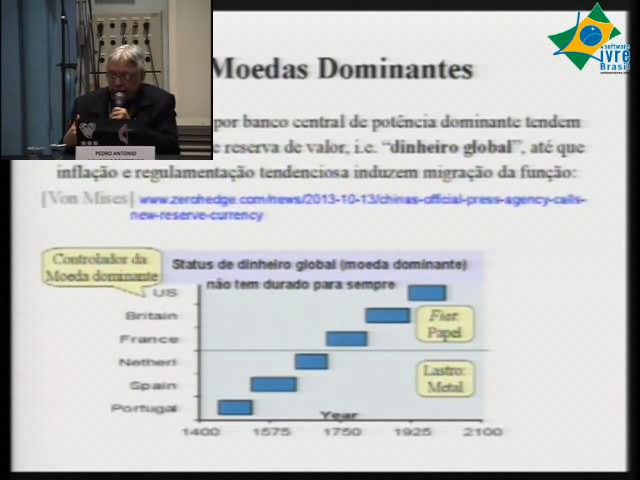 software
ivre
Brasil
PEDRO ANTONIO
Moedas Dominantes
por banco central de potência dominante tendem
e reserva de valor, i.e. “dinheiro global”, até que
inflação e regulamentação tendenciosa induzem migração da função:
[Von Mises] www.zerohedge.com/news/2013-10-13/chinas-official-press-agency-calls-
new-reserve-currency
Controlador da
Moeda dominante
Status de dinheiro global (moeda dominante)
não tem durado para sempre
US
Britain
Fiat:
Papel
France
Netherl
Lastro:
Metal
Spain
Portugal
Year
1400 1575 1750 1925 2100